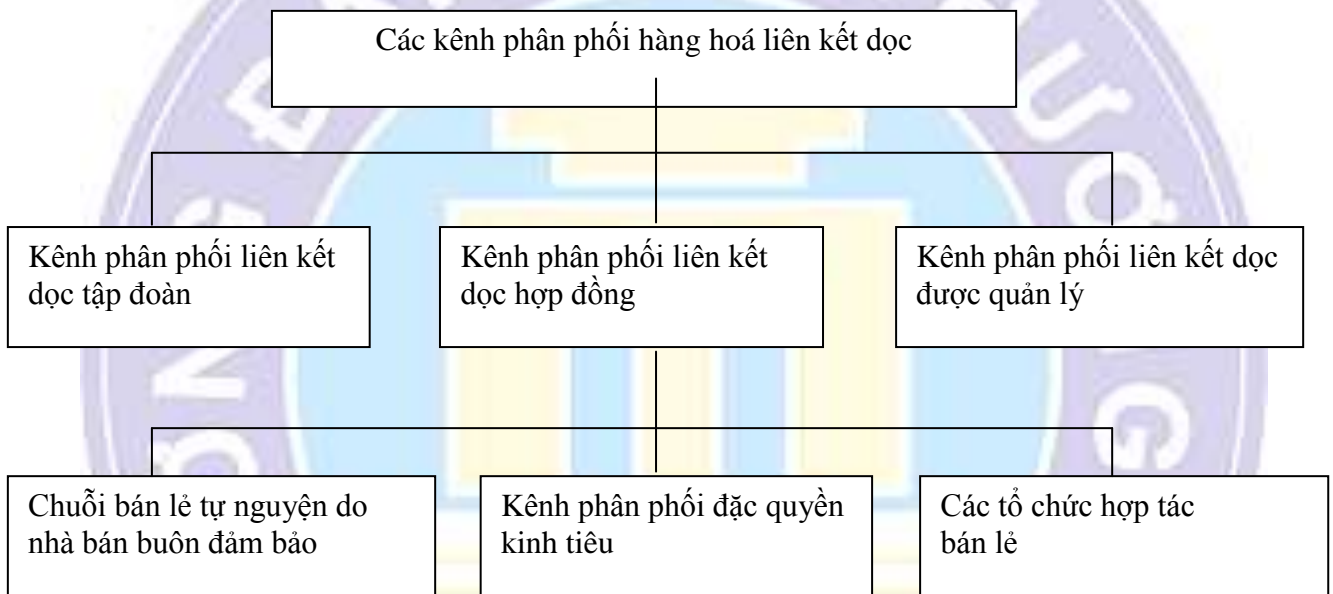 Các kênh phân phối hàng hoá liên kết dọc
Kênh phân phối liên kết
dọc tập đoàn
Kênh phân phối liên kết
dọc hợp đồng
Kênh phân phối liên kết dọc
được quản lý
Chuỗi bán lẻ tự nguyện do
nhà bán buôn đảm bảo
Kênh phân phối đặc quyền
kinh tiêu
Các tổ chức hợp tác
bán lẻ